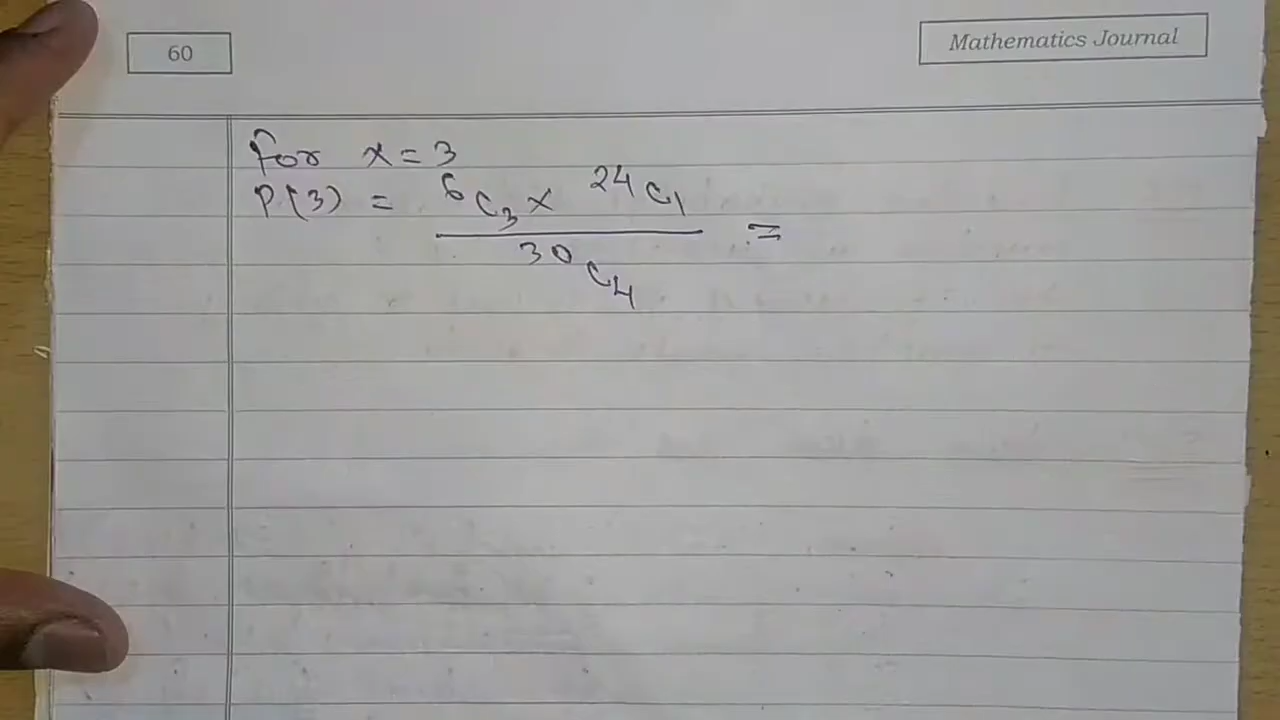 60
Mathematics Journal
for x = 3
P(3) = ⁶C₃ × ²⁴C₁ =
³⁰C₄